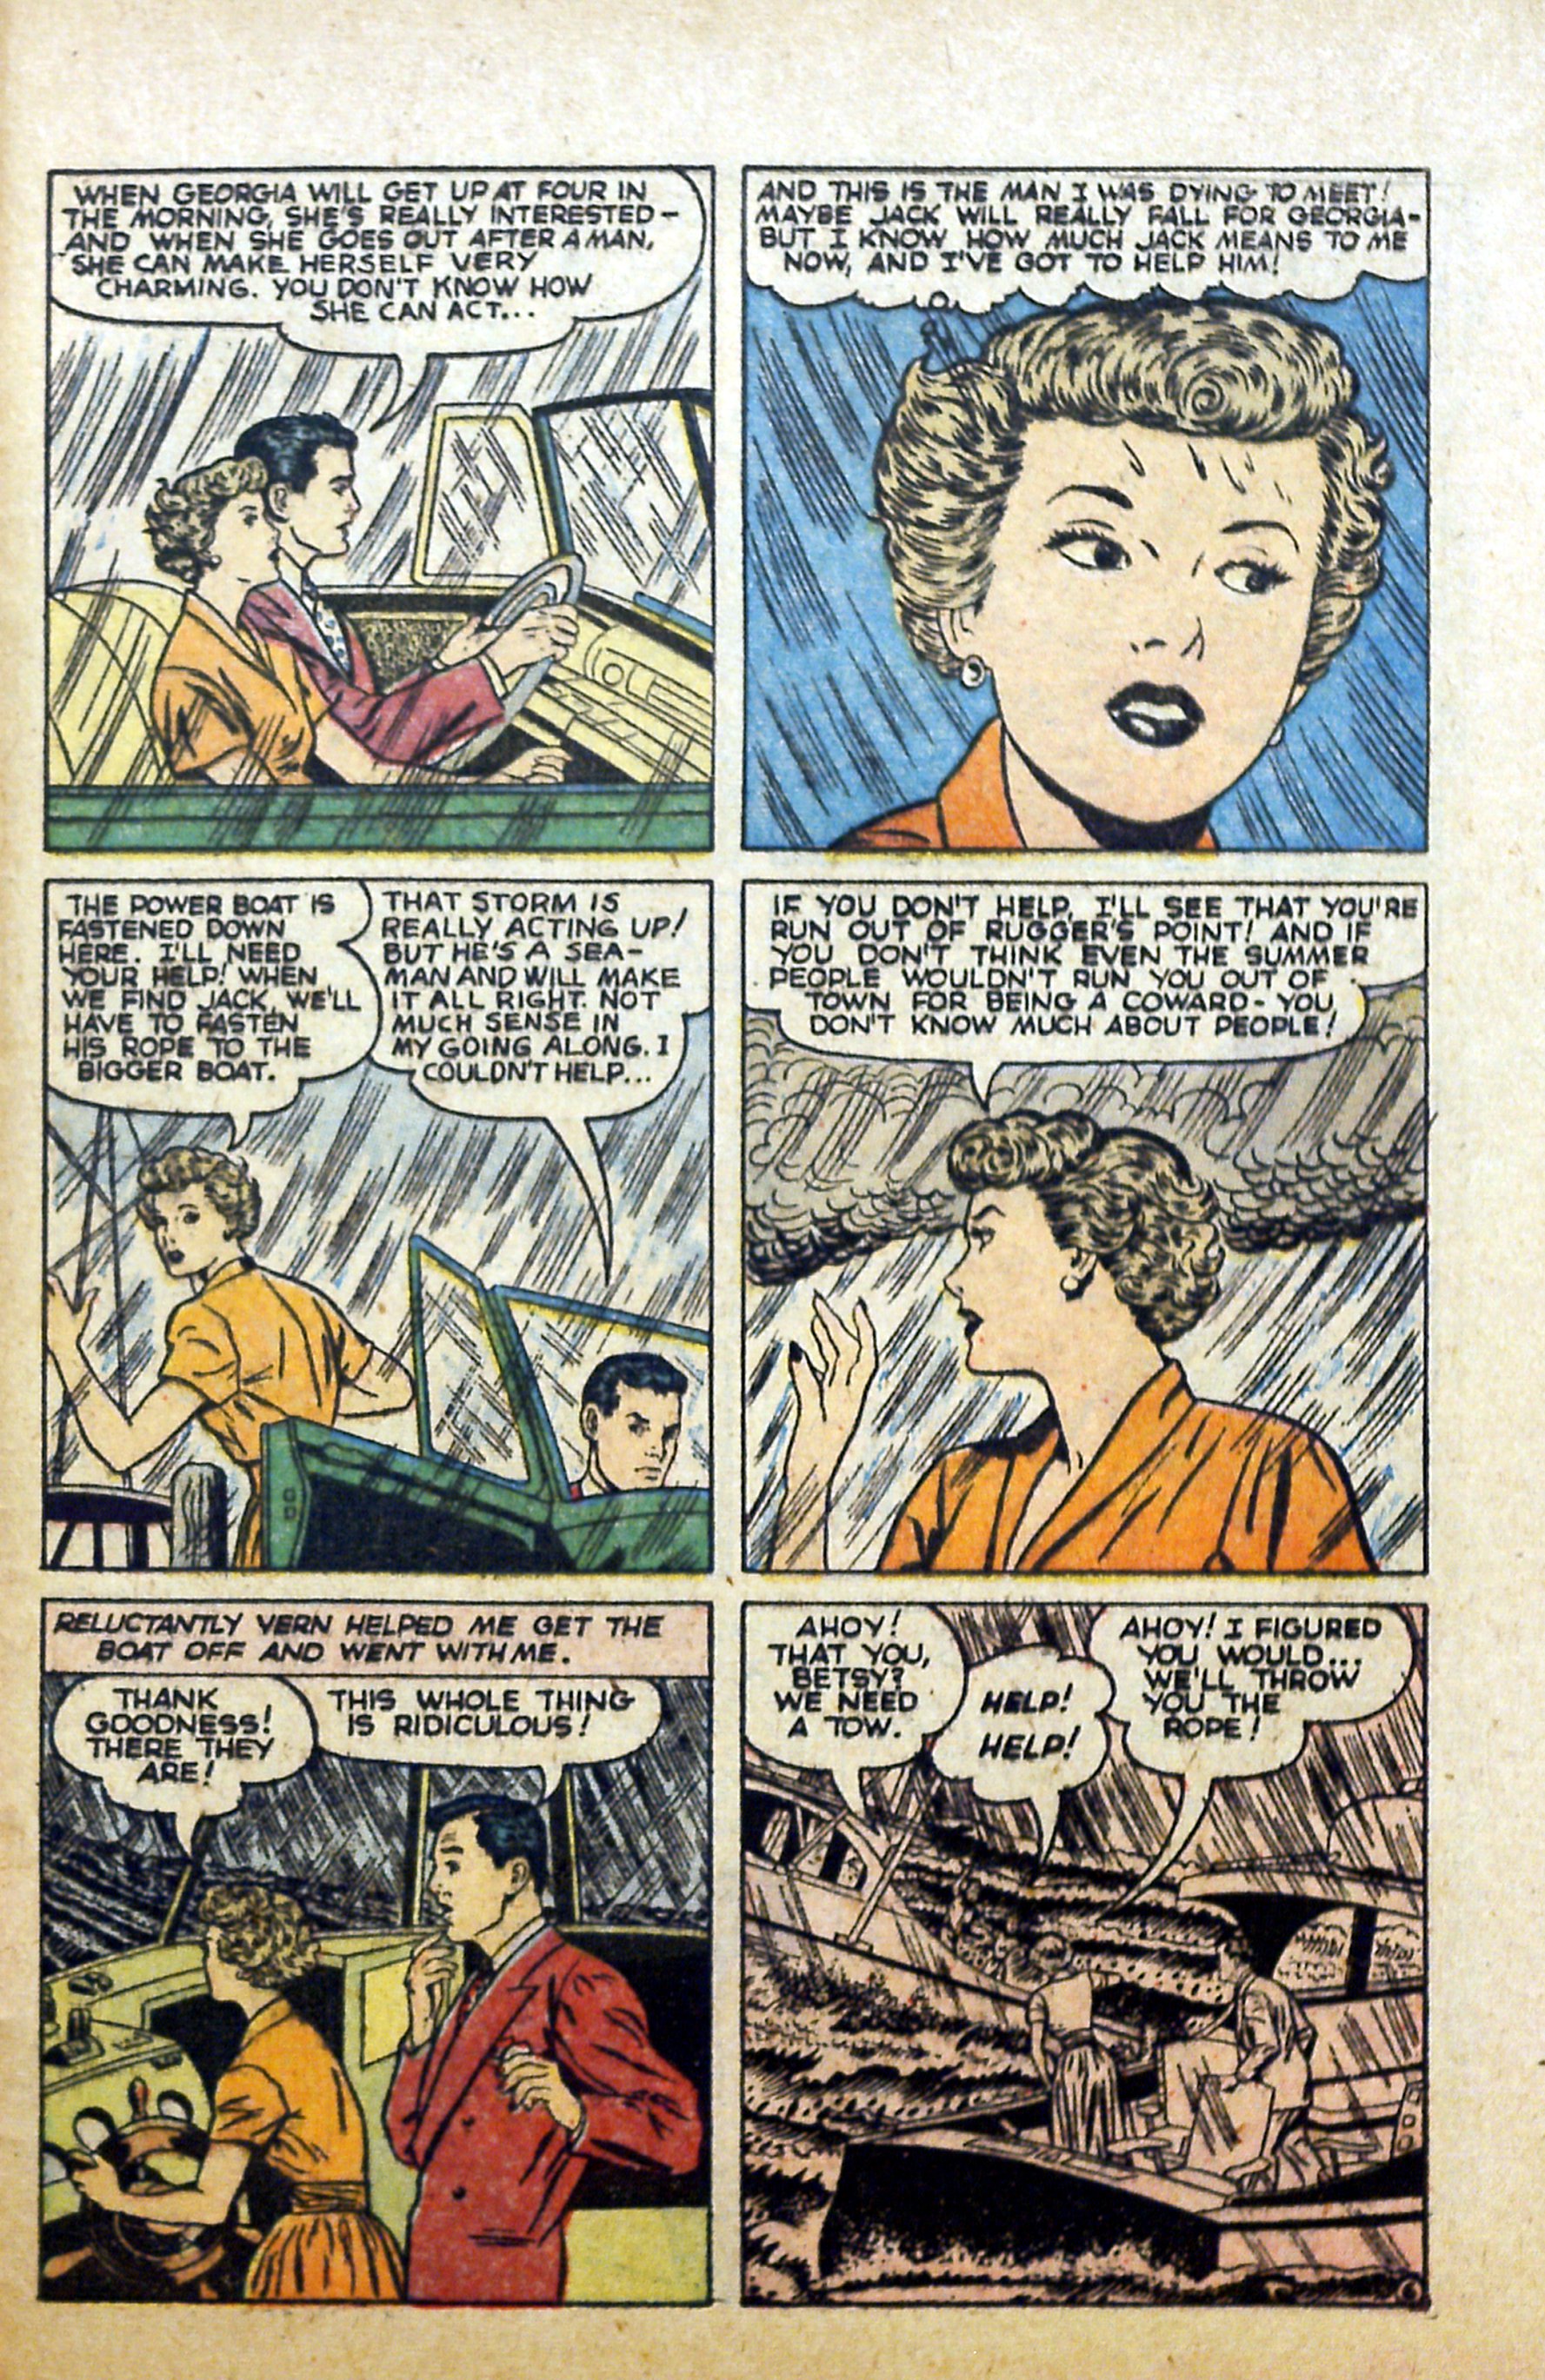 WHEN GEORGIA WILL GET UP AT FOUR IN
THE MORNING, SHE'S REALLY INTERESTED-
AND WHEN SHE GOES OUT AFTER A MAN,
SHE CAN MAKE HERSELF VERY
CHARMING. YOU DON'T KNOW HOW
SHE CAN ACT...
AND THIS IS THE MAN I WAS DYING TO MEET!
MAYBE JACK WILL REALLY FALL FOR GEORGIA-
BUT I KNOW HOW MUCH JACK MEANS TO ME
NOW, AND I'VE GOT TO HELP HIM!
THE POWER BOAT IS
FASTENED DOWN
HERE. I'LL NEED
YOUR HELP! WHEN
WE FIND JACK, WE'LL
HAVE TO FASTEN
HIS ROPE TO THE
BIGGER BOAT.
THAT STORM IS
REALLY ACTING UP!
BUT HE'S A SEA-
MAN AND WILL MAKE
IT ALL RIGHT. NOT
MUCH SENSE IN
MY GOING ALONG. I
COULDN'T HELP...
IF YOU DON'T HELP, I'LL SEE THAT YOU'RE
RUN OUT OF RUGGER'S POINT! AND IF
YOU DON'T THINK EVEN THE SUMMER
PEOPLE WOULDN'T RUN YOU OUT OF
TOWN FOR BEING A COWARD- YOU
DON'T KNOW MUCH ABOUT PEOPLE!
RELUCTANTLY VERN HELPED ME GET THE
BOAT OFF AND WENT WITH ME.
THANK
GOODNESS!
THERE THEY
ARE!
THIS WHOLE THING
IS RIDICULOUS!
AHOY!
THAT YOU,
BETSY?
WE NEED
A TOW.
HELP!
HELP!
AHOY! I FIGURED
YOU WOULD...
WE'LL THROW
YOU THE
ROPE!
6